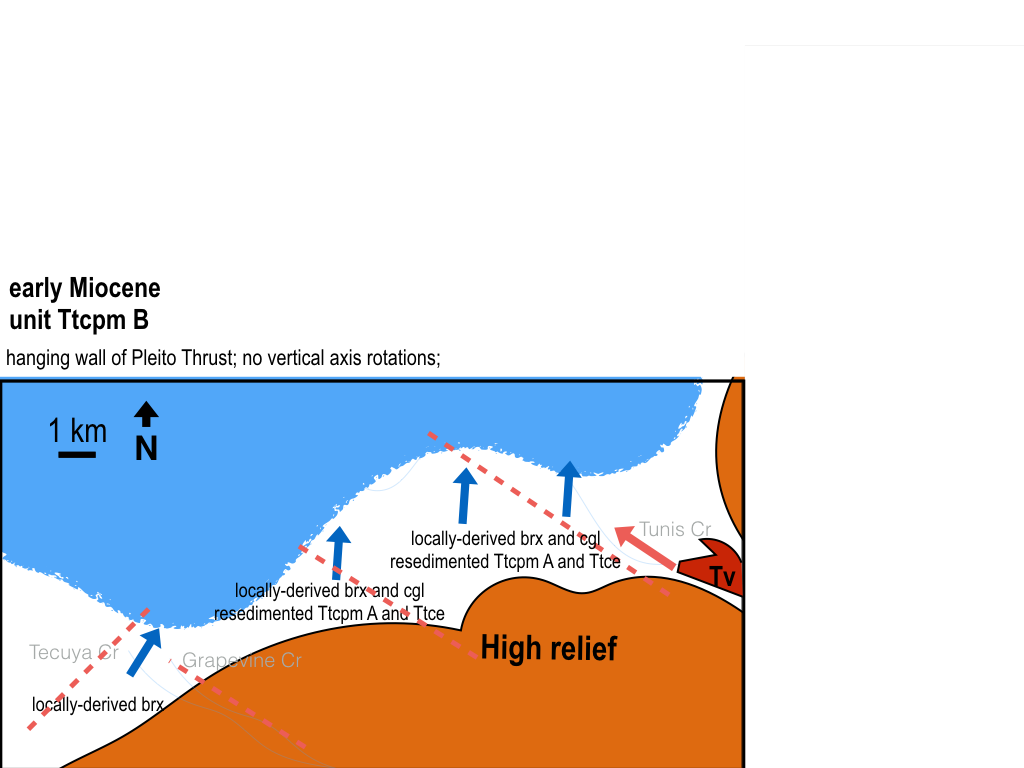 early Miocene
unit Ttcpm B
hanging wall of Pleito Thrust; no vertical axis rotations;
1 km
N
Tunis Cr
locally-derived brx and cgl
resedimented Ttcpm A and Ttce
Tv
locally-derived brx and cgl
resedimented Ttcpm A and Ttce
High relief
Tecuya Cr
Grapevine Cr
locally-derived brx